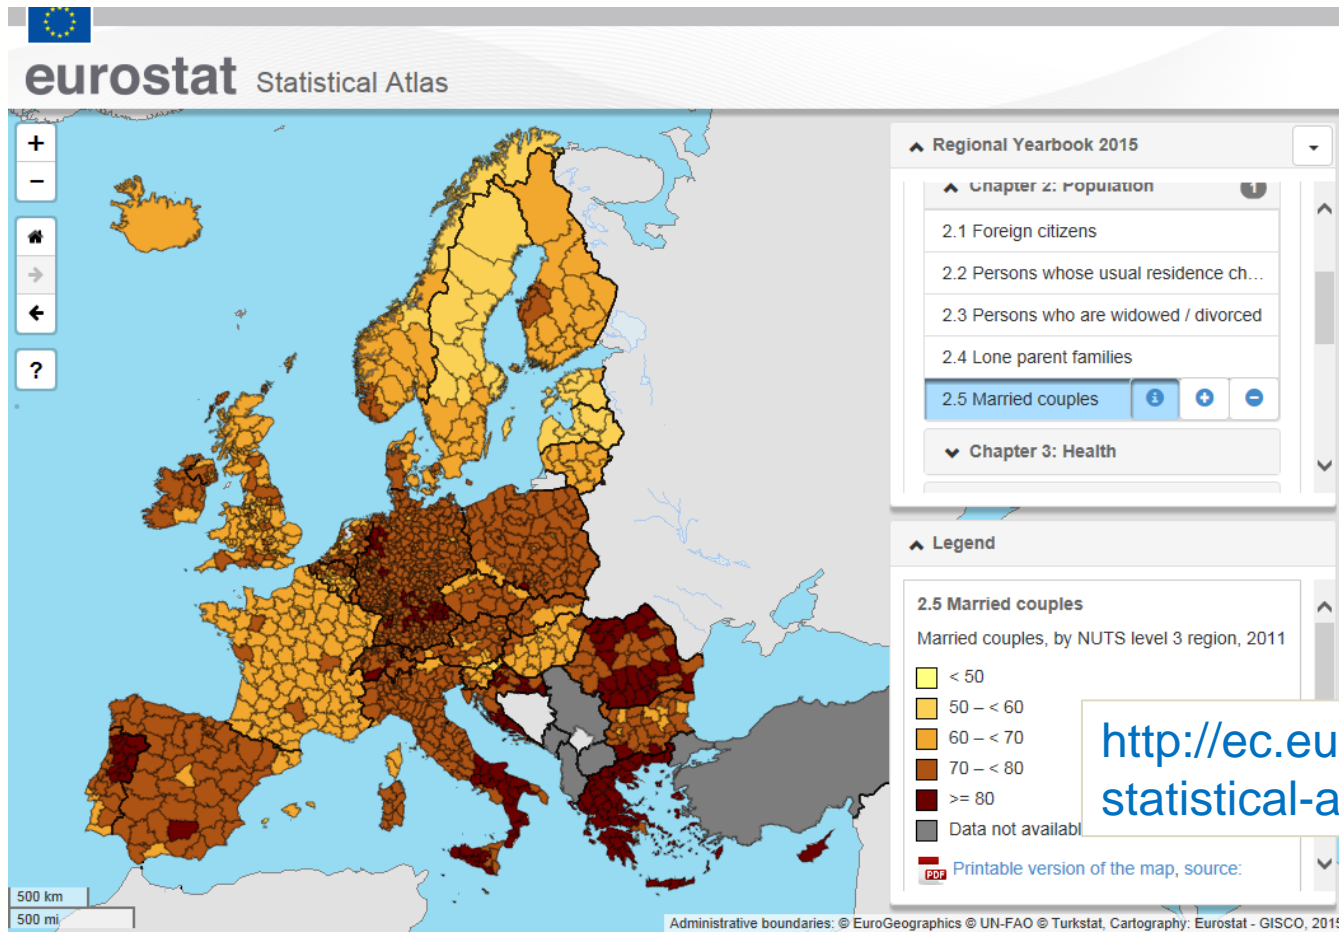 eurostat Statistical Atlas
+
−
?
Regional Yearbook 2015
Chapter 2: Population 1
2.1 Foreign citizens
2.2 Persons whose usual residence ch...
2.3 Persons who are widowed / divorced
2.4 Lone parent families
2.5 Married couples
Chapter 3: Health
Legend
2.5 Married couples
Married couples, by NUTS level 3 region, 2011
< 50
50 – < 60
60 – < 70
70 – < 80
>= 80
Data not availabl
Printable version of the map, source:
PDF
http://ec.eu
statistical-a
500 km
500 mi
Administrative boundaries: © EuroGeographics © UN-FAO © Turkstat, Cartography: Eurostat - GISCO, 2015